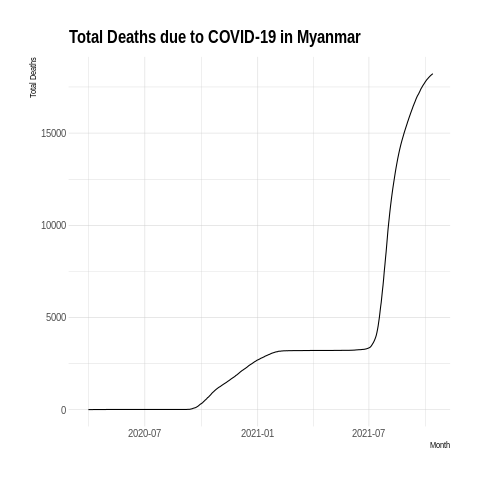 Total Deaths due to COVID-19 in Myanmar
Total Deaths
15000
10000
5000
0
2020-07 2021-01 2021-07
Month